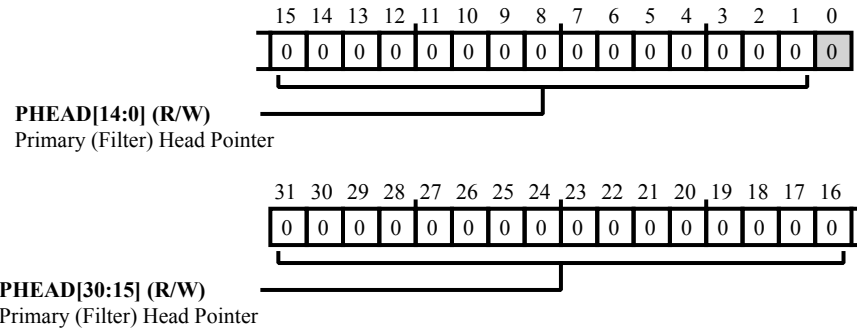 15 14 13 12 11 10 9 8 7 6 5 4 3 2 1 0
0 0 0 0 0 0 0 0 0 0 0 0 0 0 0 0
PHEAD[14:0] (R/W)
Primary (Filter) Head Pointer
31 30 29 28 27 26 25 24 23 22 21 20 19 18 17 16
0 0 0 0 0 0 0 0 0 0 0 0 0 0 0 0
PHEAD[30:15] (R/W)
Primary (Filter) Head Pointer